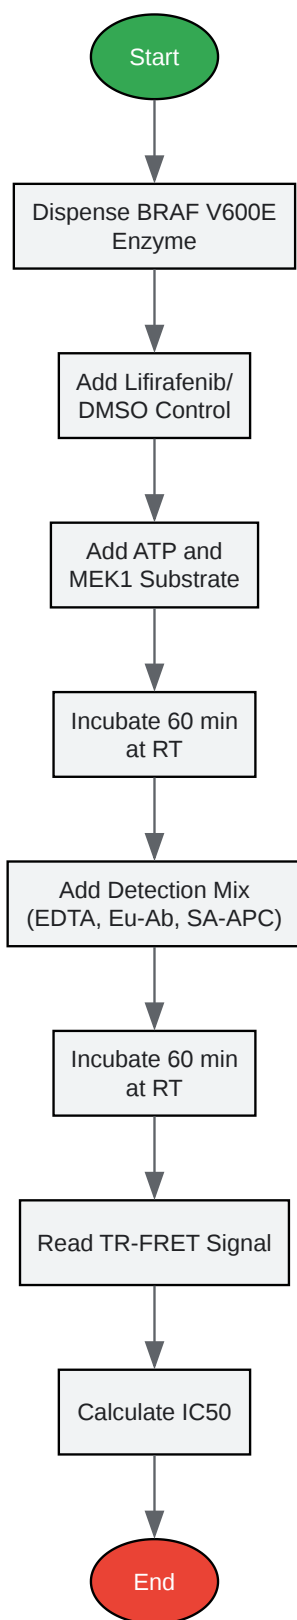 Start
Dispense BRAF V600E
Enzyme
Add Lifirafenib/
DMSO Control
Add ATP and
MEK1 Substrate
Incubate 60 min
at RT
Add Detection Mix
(EDTA, Eu-Ab, SA-APC)
Incubate 60 min
at RT
Read TR-FRET Signal
Calculate IC50
End